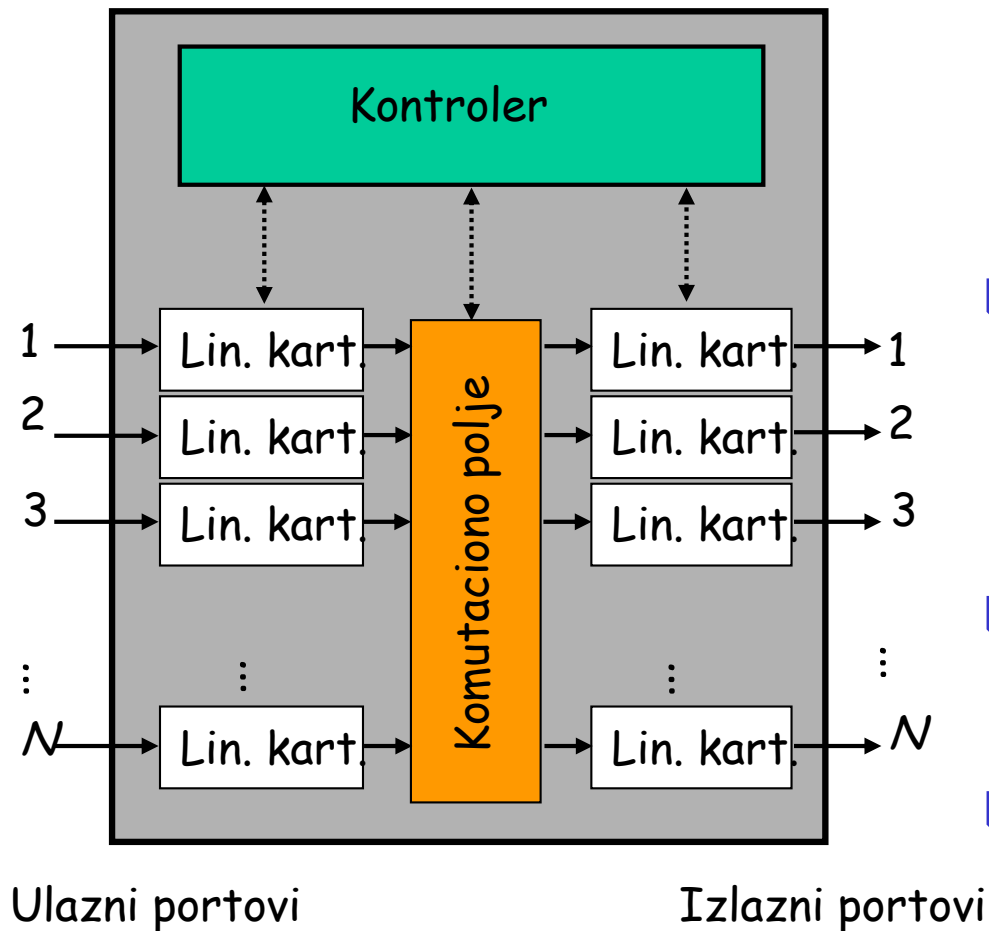 Kontroler
1 Lin. kart. Lin. kart. 1
2 Lin. kart. Lin. kart. 2
3 Lin. kart. Lin. kart. 3
Komutaciono polje
... ... ... ...
N Lin. kart. Lin. kart. N
Ulazni portovi Izlazni portovi